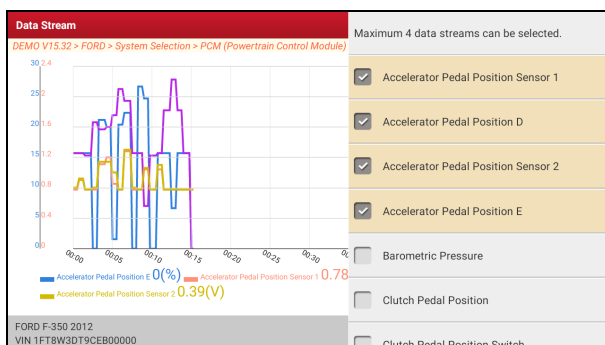 Data Stream
DEMO V15.32 > FORD > System Selection > PCM (Powertrain Control Module)
30 2.4
25 2
20 1.6
15 1.2
10 0.8
5 0.4
0 0
00:00 00:05 00:10 00:15 00:20 00:25 00:30 00
Accelerator Pedal Position E 0(%) Accelerator Pedal Position Sensor 1 0.78
Accelerator Pedal Position Sensor 2 0.39(V)
FORD F-350 2012
VIN 1FT8W3DT9CEB00000
Maximum 4 data streams can be selected.
Accelerator Pedal Position Sensor 1
Accelerator Pedal Position D
Accelerator Pedal Position Sensor 2
Accelerator Pedal Position E
Barometric Pressure
Clutch Pedal Position
Clutch Pedal Position Switch